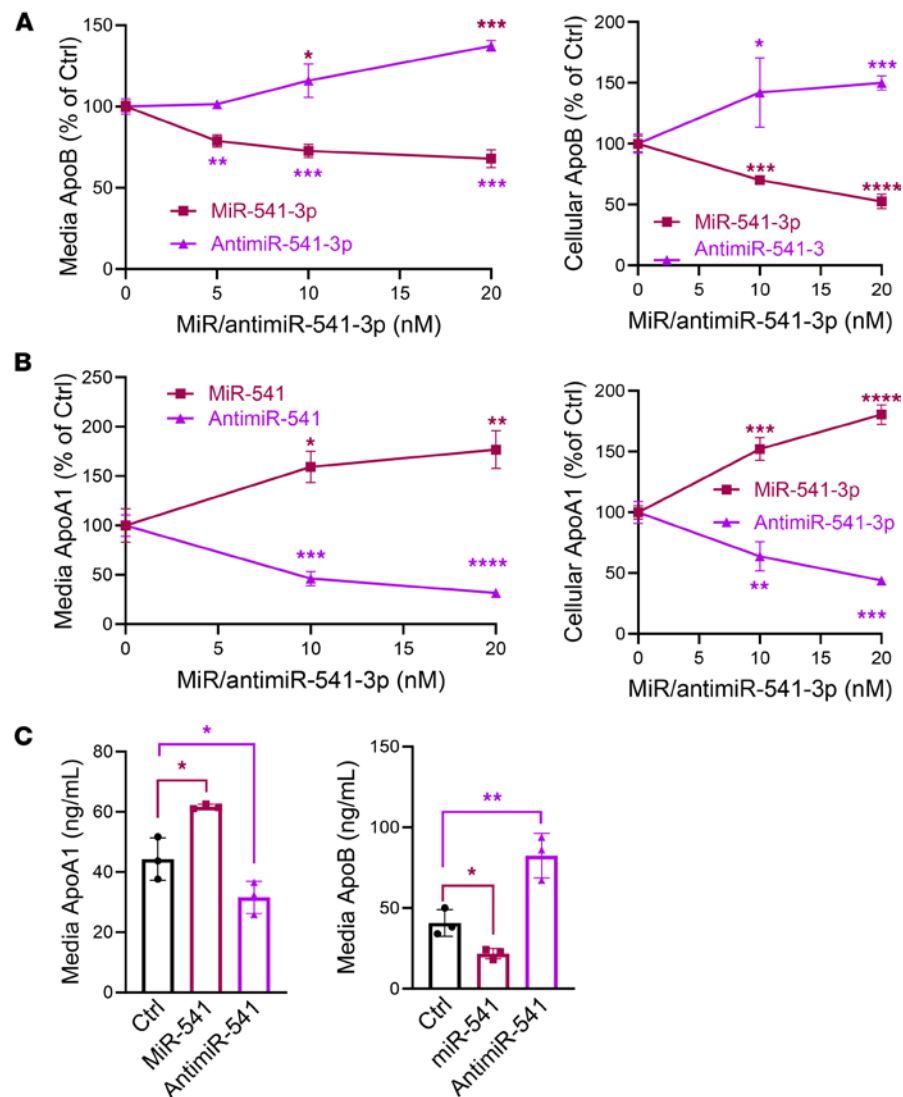 A
Media ApoB (% of Ctrl)
150
100
50
0
*
***
**
***
***
MiR-541-3p
AntimiR-541-3p
0 5 10 15 20
MiR/antimiR-541-3p (nM)
Cellular ApoB (% of Ctrl)
200
150
100
50
0
*
***
***
****
MiR-541-3p
AntimiR-541-3
0 5 10 15 20
MiR/antimiR-541-3p (nM)
B
Media ApoA1 (% of Ctrl)
250
200
150
100
50
0
MiR-541
AntimiR-541
*
**
***
****
0 5 10 15 20
MiR/antimiR-541-3p (nM)
Cellular ApoA1 (%of Ctrl)
200
150
100
50
0
***
****
MiR-541-3p
AntimiR-541-3p
**
***
0 5 10 15 20
MiR/antimiR-541-3p (nM)
C
Media ApoA1 (ng/mL)
80
60
40
20
0
*
*
Ctrl
MiR-541
AntimiR-541
Media ApoB (ng/mL)
150
100
50
0
**
*
Ctrl
miR-541
AntimiR-541